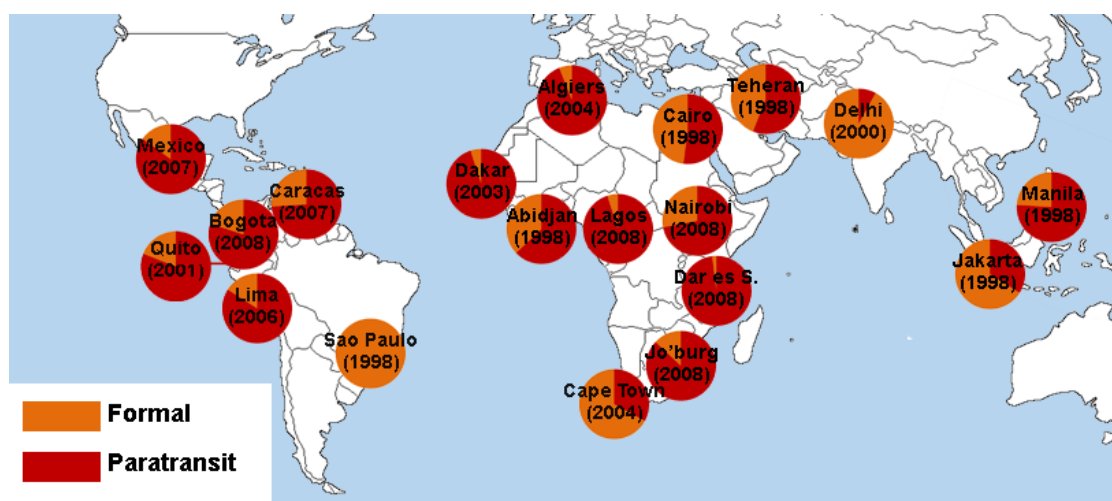 Mexico
(2007)
Caracas
(2007)
Bogota
(2008)
Quito
(2001)
Lima
(2006)
Sao Paulo
(1998)
Algiers
(2004)
Dakar
(2003)
Abidjan
(1998)
Lagos
(2008)
Cairo
(1998)
Nairobi
(2008)
Dar es S.
(2008)
Jo'burg
(2008)
Cape Town
(2004)
Teheran
(1998)
Delhi
(2000)
Manila
(1998)
Jakarta
(1998)
Formal
Paratransit